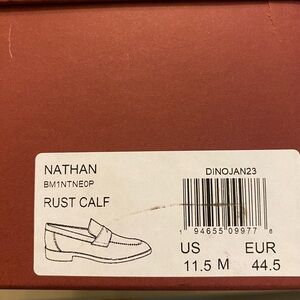 NATHAN
BM1NTNE0P
RUST CALF
DINOJAN23
1 94655 09977 8
US EUR
11.5 M 44.5